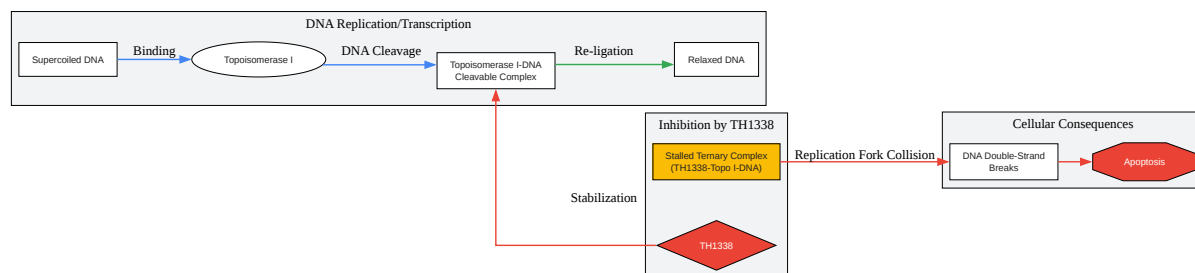 DNA Replication/Transcription
Supercoiled DNA
Binding
Topoisomerase I
DNA Cleavage
Topoisomerase I-DNA
Cleavable Complex
Re-ligation
Relaxed DNA
Inhibition by TH1338
Stalled Ternary Complex
(TH1338-Topo I-DNA)
Replication Fork Collision
Stabilization
TH1338
Cellular Consequences
DNA Double-Strand
Breaks
Apoptosis